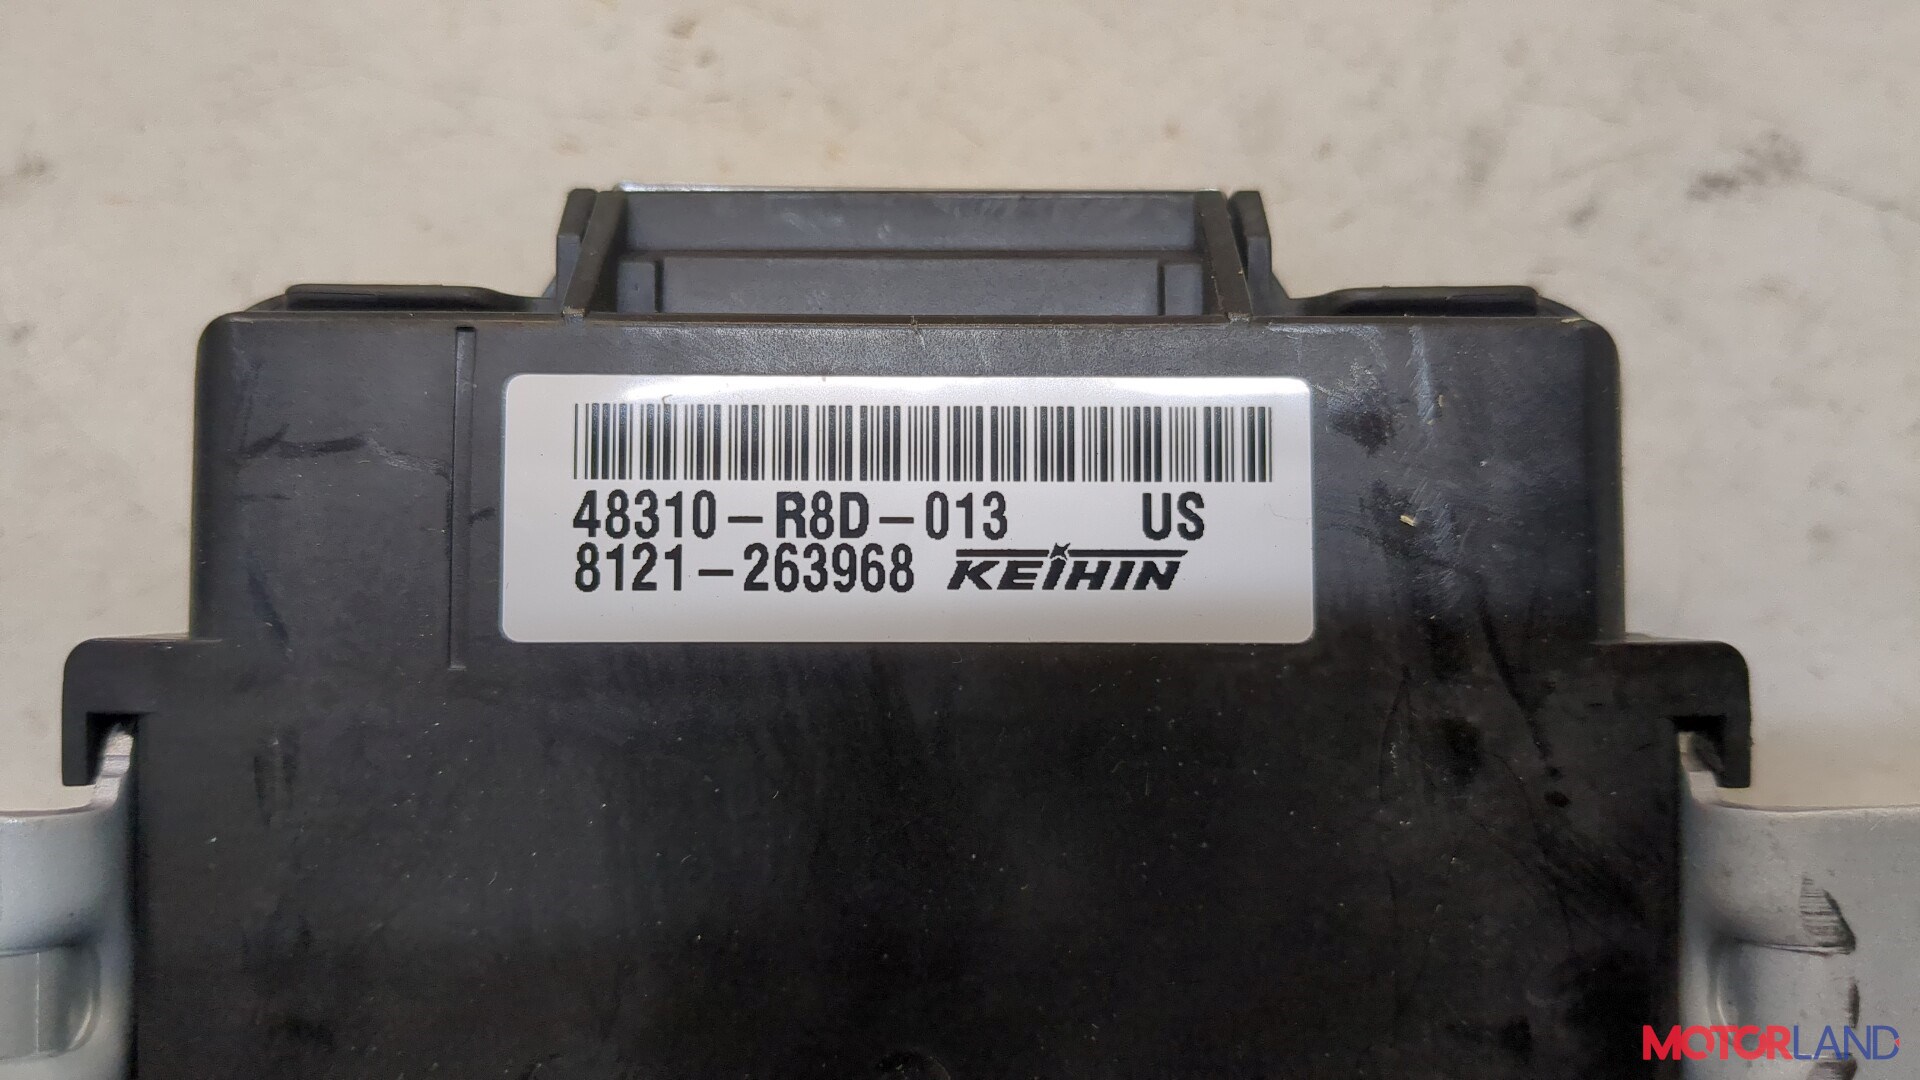 48310-R8D-013 US
8121-263968 KEIHIN
MOTORLAND